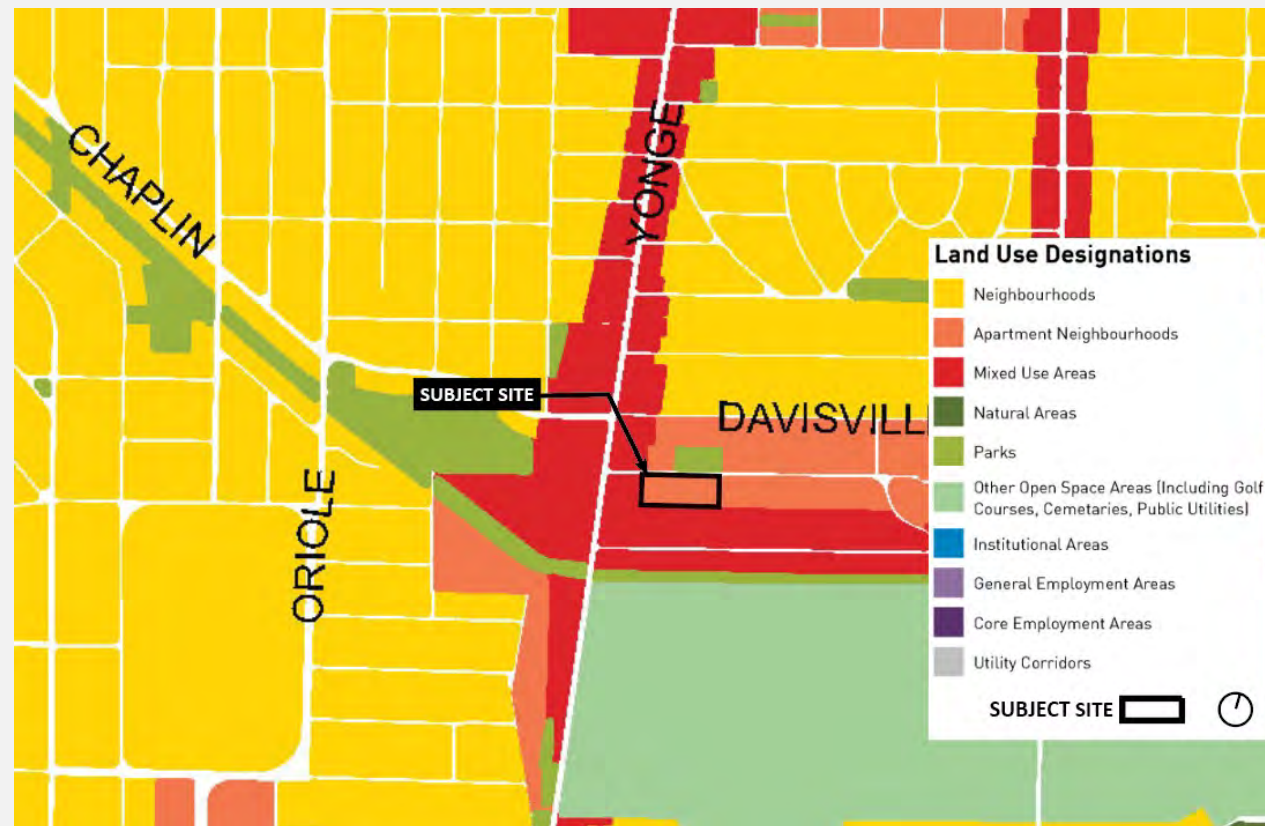 CHAPLIN
YONGE
SUBJECT SITE
DAVISVILL
ORIOLE
Land Use Designations
Neighbourhoods
Apartment Neighbourhoods
Mixed Use Areas
Natural Areas
Parks
Other Open Space Areas (Including Golf
Courses, Cemetaries, Public Utilities)
Institutional Areas
General Employment Areas
Core Employment Areas
Utility Corridors
SUBJECT SITE